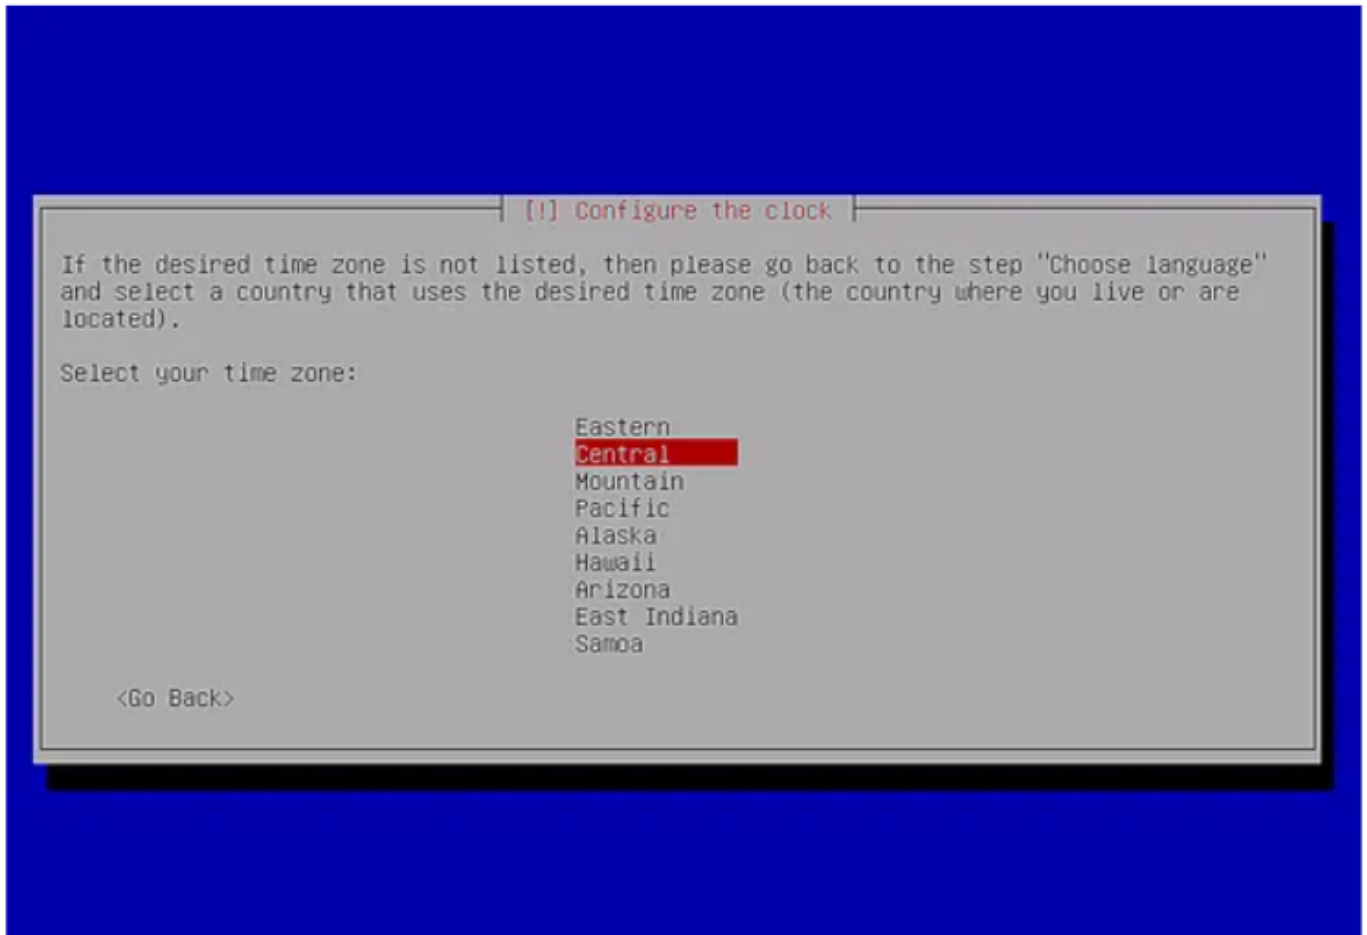 [!] Configure the clock
If the desired time zone is not listed, then please go back to the step "Choose language"
and select a country that uses the desired time zone (the country where you live or are
located).
Select your time zone:
Eastern
Central
Mountain
Pacific
Alaska
Hawaii
Arizona
East Indiana
Samoa
<Go Back>